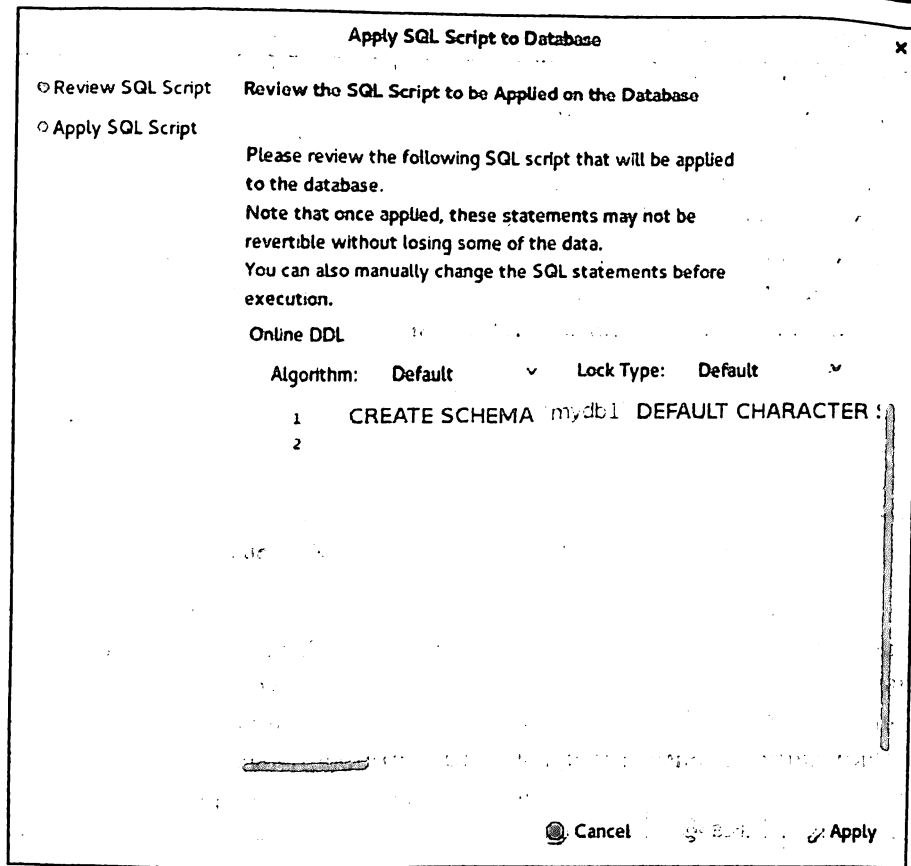 Apply SQL Script to Database
×
Review SQL Script
Apply SQL Script
Review the SQL Script to be Applied on the Database
Please review the following SQL script that will be applied
to the database.
Note that once applied, these statements may not be
revertible without losing some of the data.
You can also manually change the SQL statements before
execution.
Online DDL
Algorithm: Default Lock Type: Default
1 CREATE SCHEMA `mydb1 DEFAULT CHARACTER
2
Cancel Apply